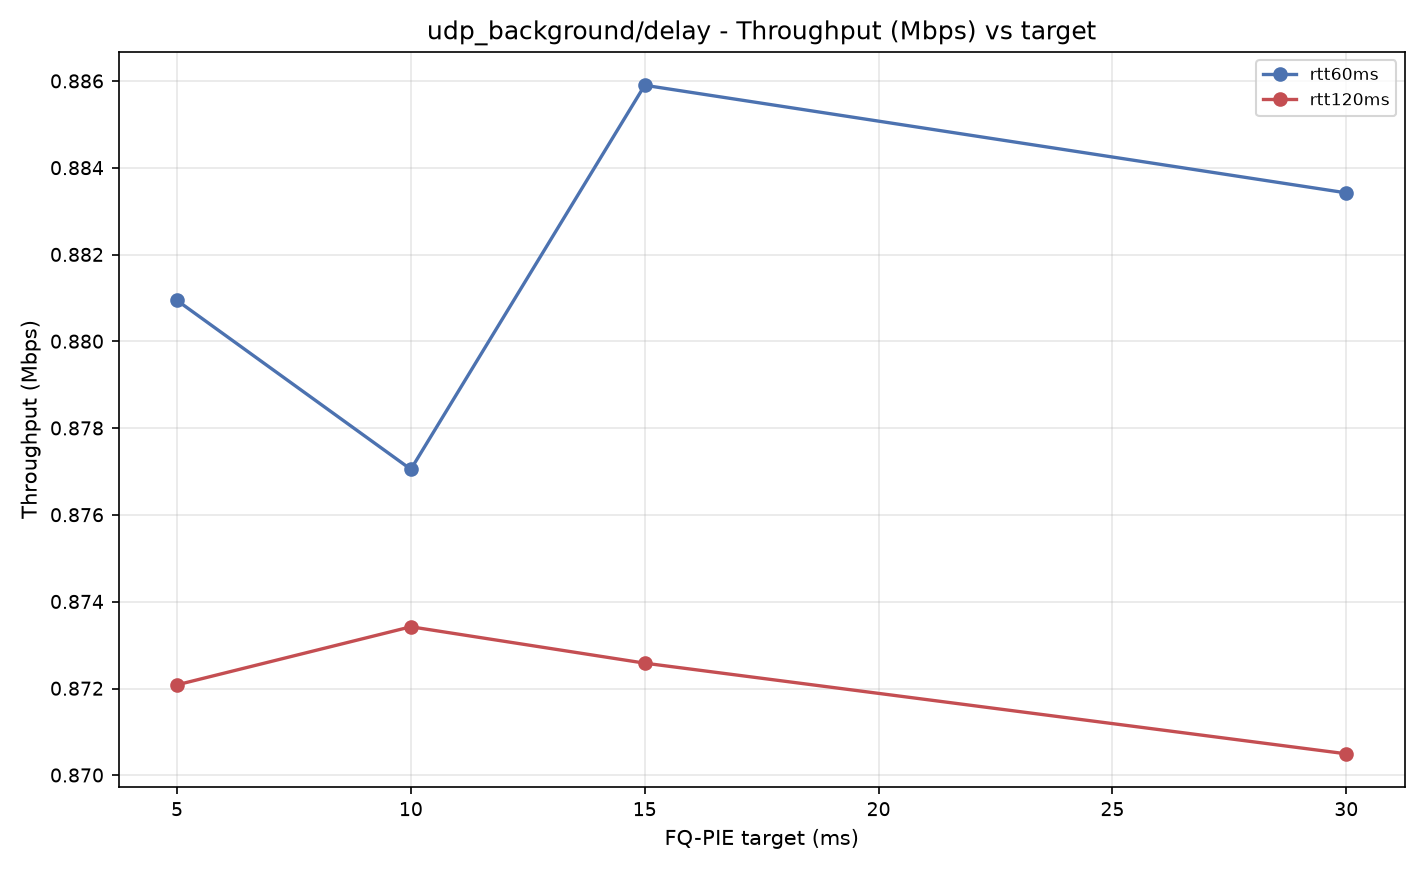 udp_background/delay - Throughput (Mbps) vs target
rtt60ms
rtt120ms
Throughput (Mbps)
0.886
0.884
0.882
0.880
0.878
0.876
0.874
0.872
0.870
5 10 15 20 25 30
FQ-PIE target (ms)